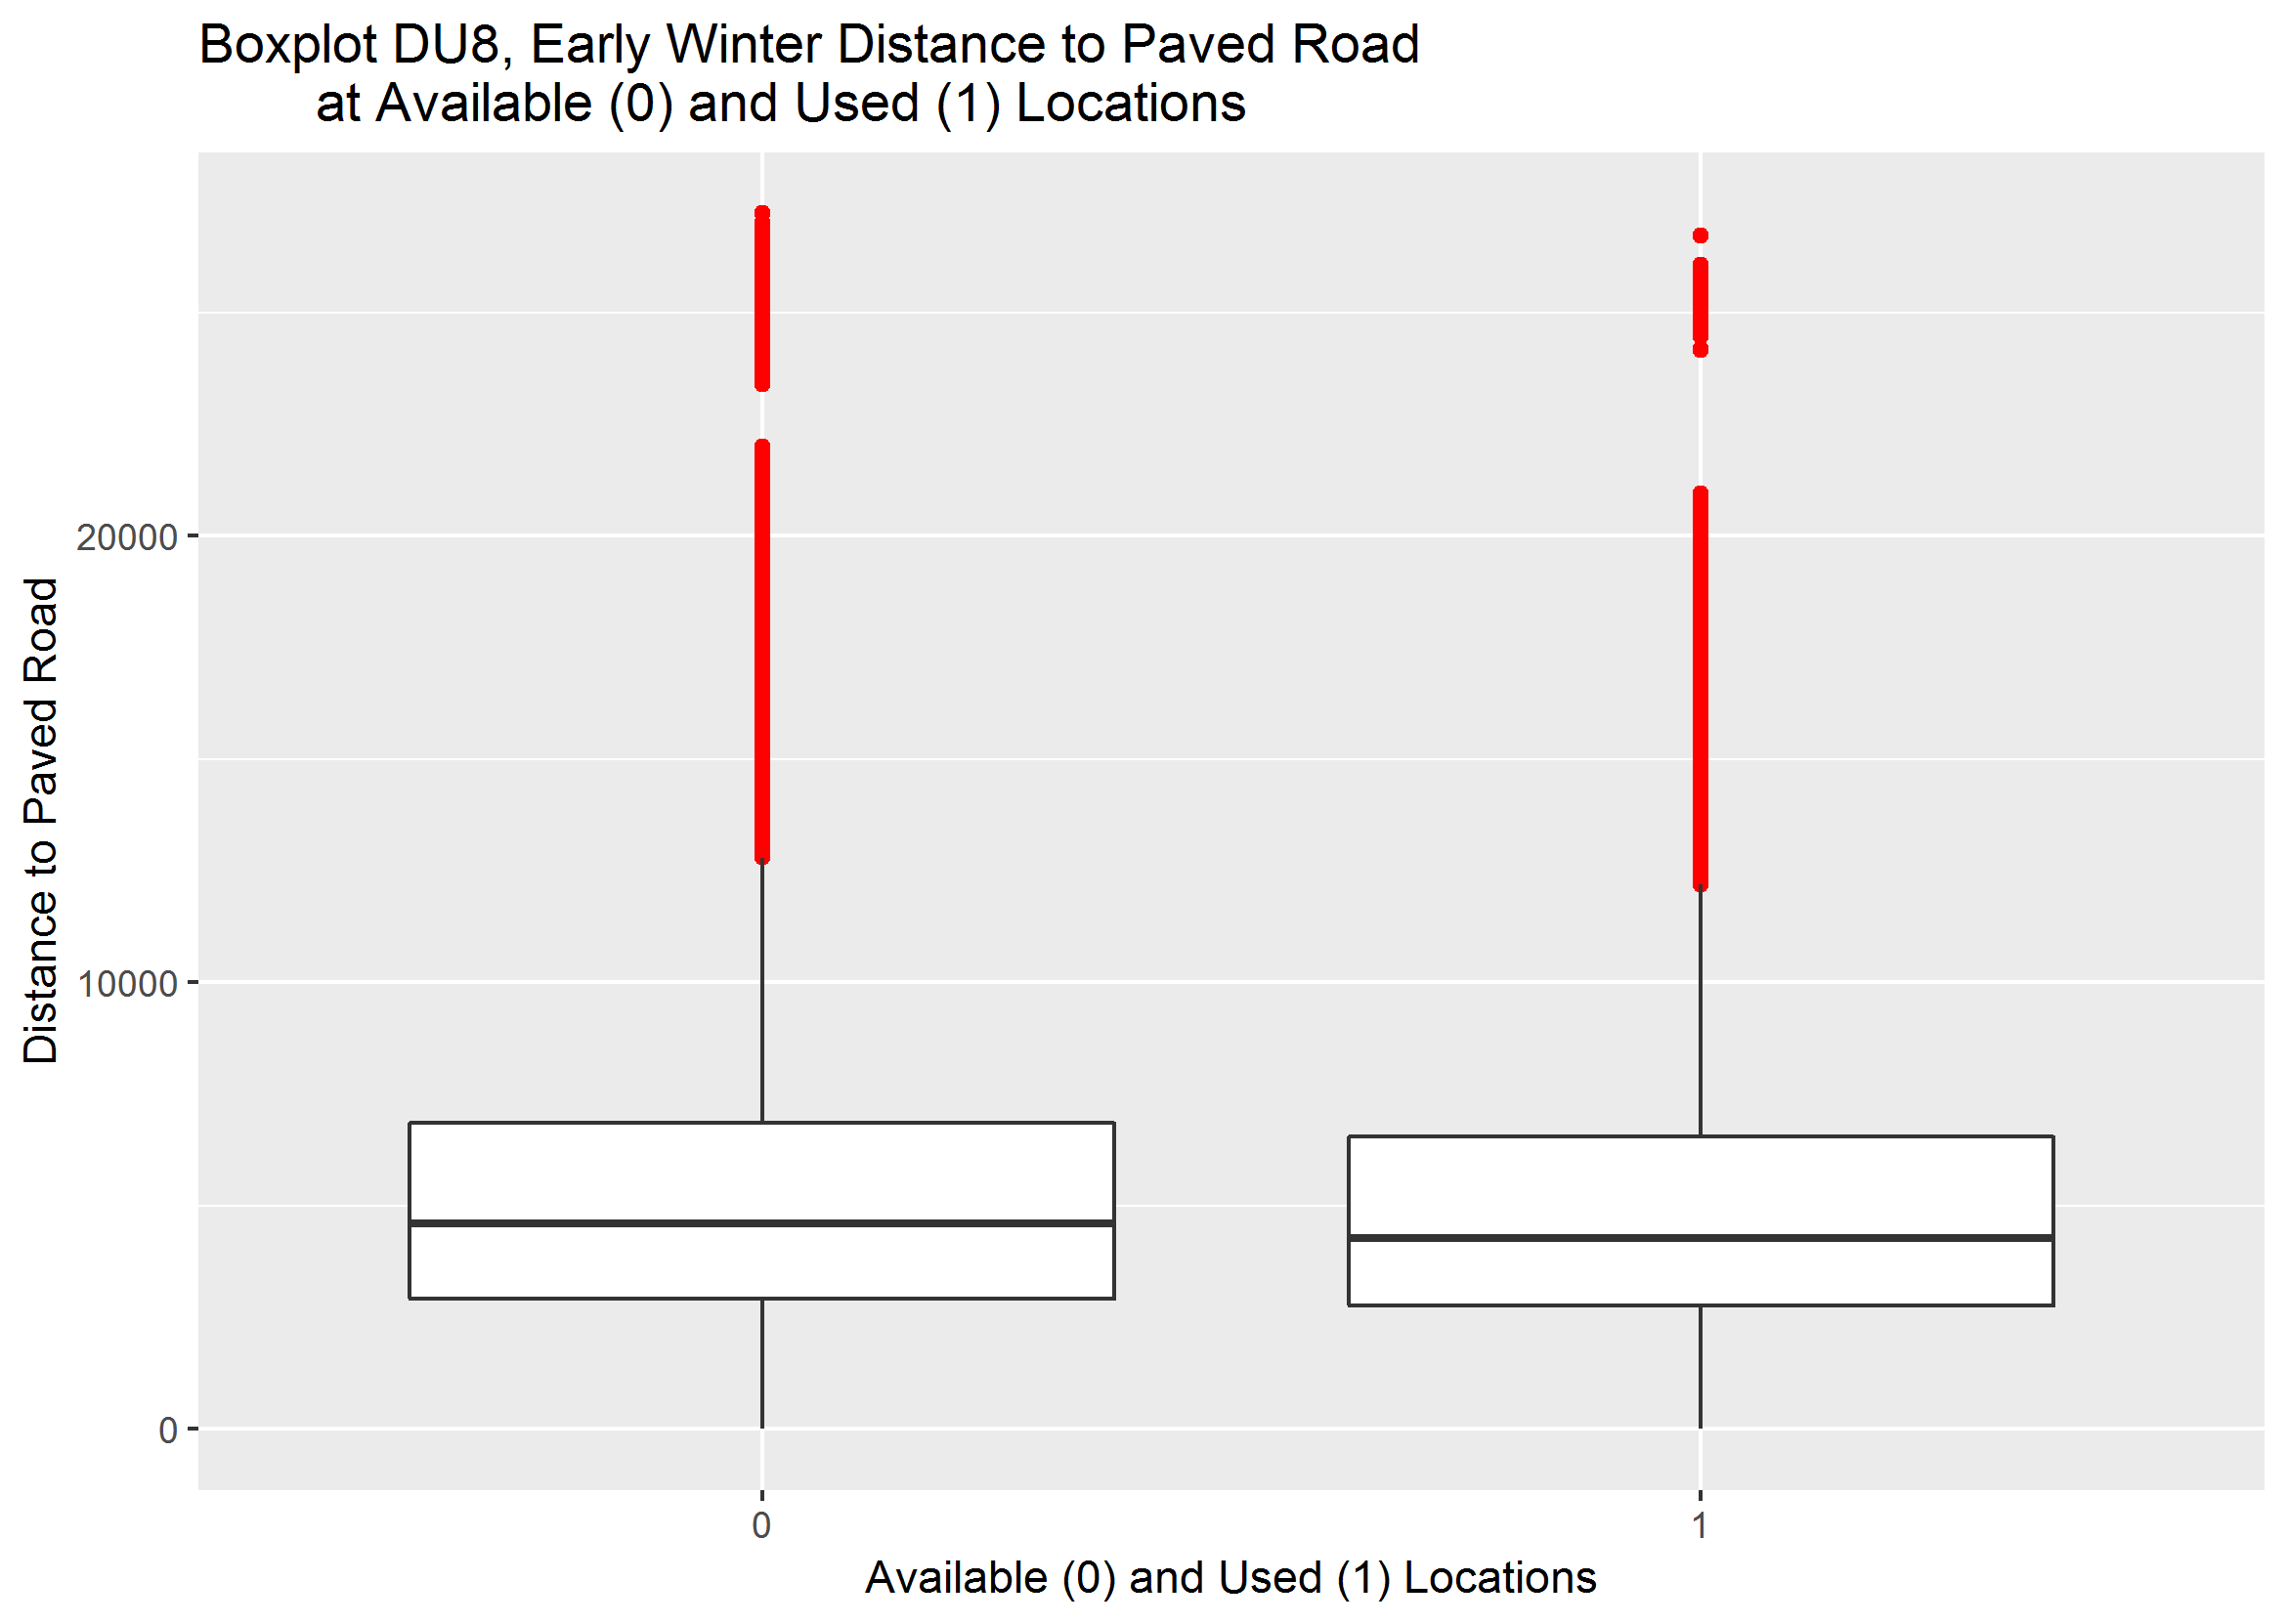 Boxplot DU8, Early Winter Distance to Paved Road
at Available (0) and Used (1) Locations
Distance to Paved Road
20000
10000
0
0
1
Available (0) and Used (1) Locations